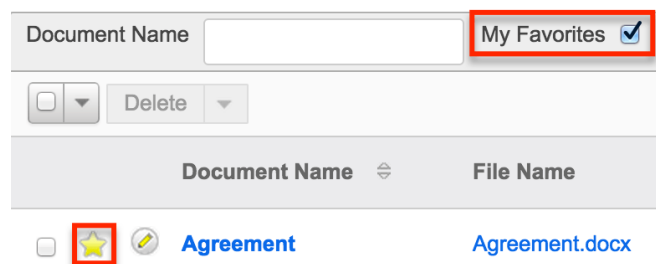 Document Name My Favorites
Delete
Document Name File Name
Agreement Agreement.docx